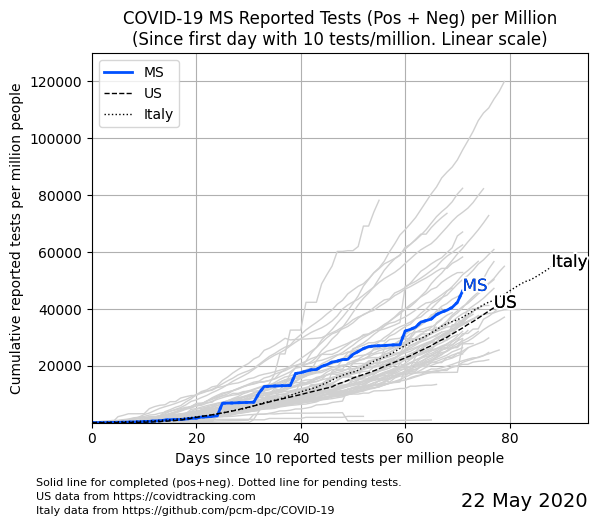 COVID-19 MS Reported Tests (Pos + Neg) per Million
(Since first day with 10 tests/million. Linear scale)
MS
US
Italy
Cumulative reported tests per million people
120000
100000
80000
60000
40000
20000
Italy
MS
US
0
20
40
60
80
Days since 10 reported tests per million people
Solid line for completed (pos+neg). Dotted line for pending tests.
US data from https://covidtracking.com
Italy data from https://github.com/pcm-dpc/COVID-19
22 May 2020